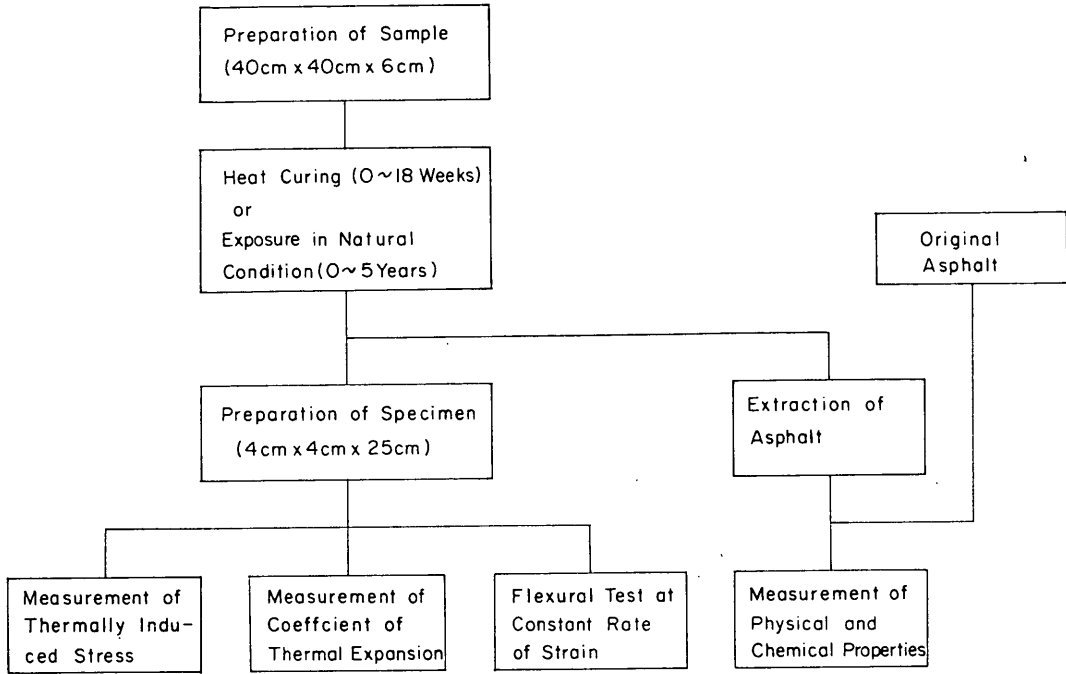 Preparation of Sample
(40cm x 40cm x 6cm)
Heat Curing (0~18 Weeks)
or
Exposure in Natural
Condition (0~5 Years)
Original
Asphalt
Preparation of Specimen
(4cm x 4cm x 25cm)
Extraction of
Asphalt
Measurement of
Thermally Indu-
ced Stress
Measurement of
Coeffcient of
Thermal Expansion
Flexural Test at
Constant Rate
of Strain
Measurement of
Physical and
Chemical Properties